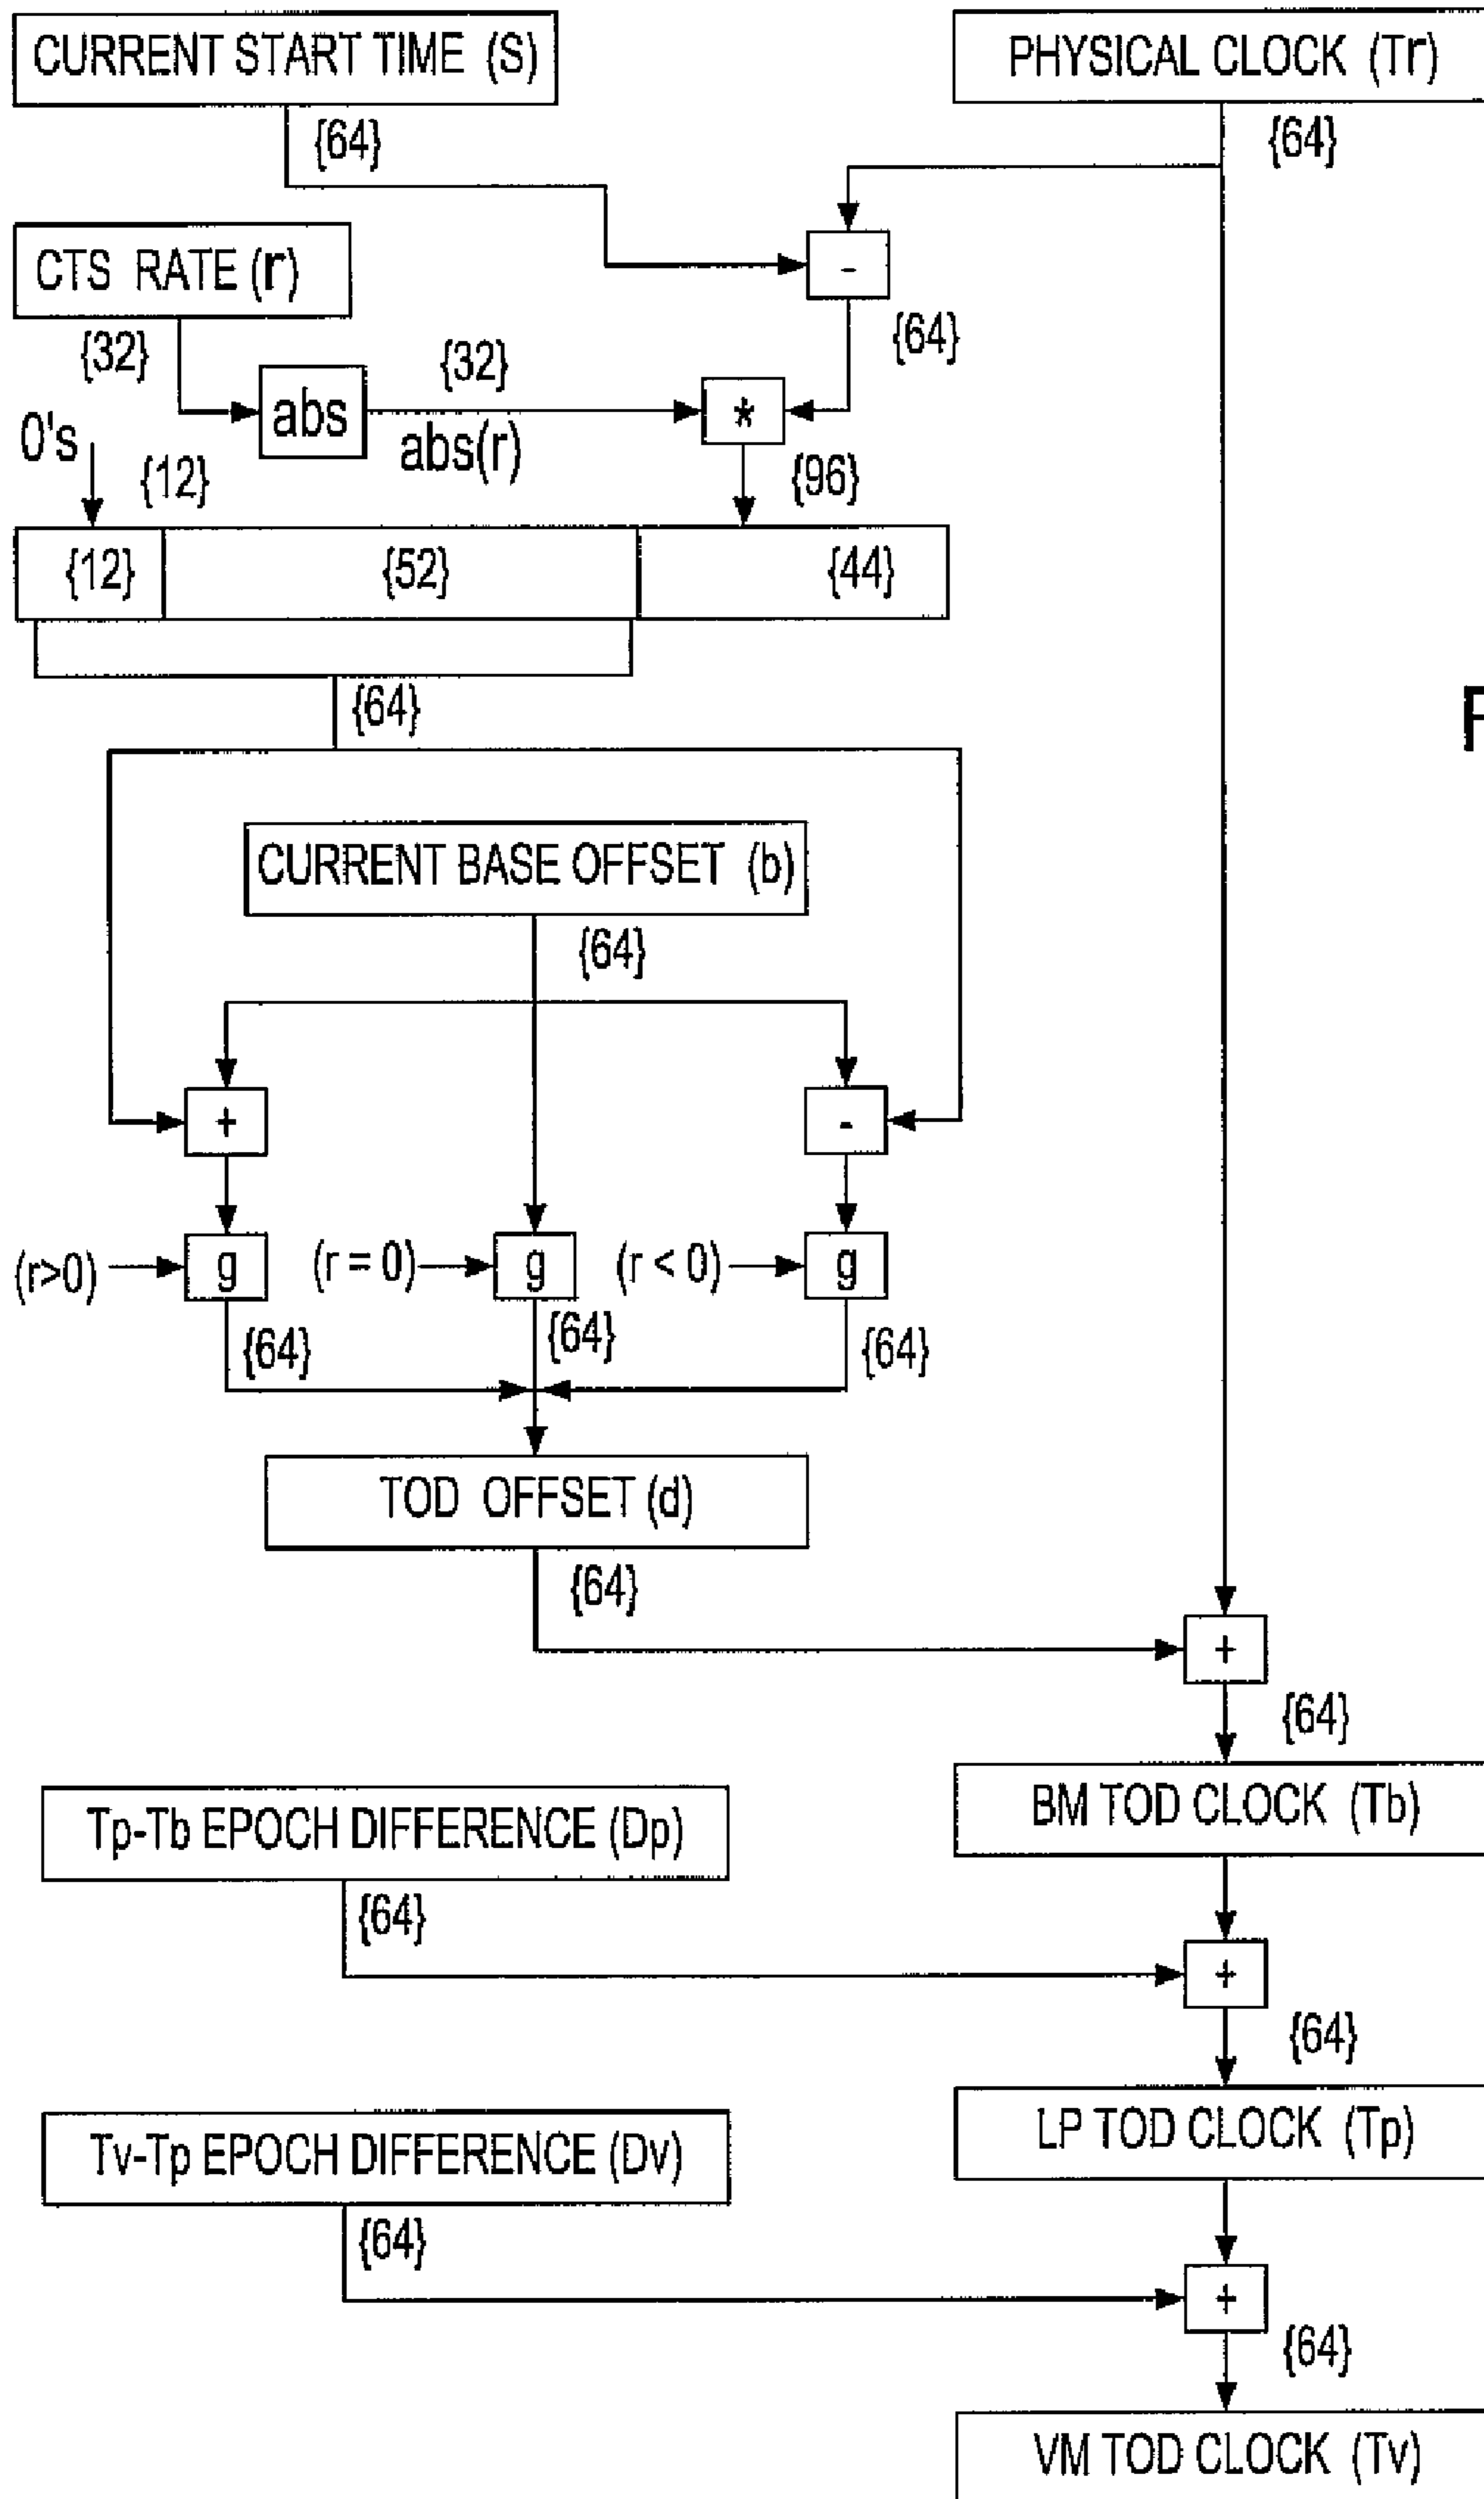 CURRENT START TIME (S)
PHYSICAL CLOCK (Tr)
{64}
{64}
-
CTS RATE (r)
{32}
{32}
{64}
abs
*
0's
abs(r)
{12}
{96}
{12}
{52}
{44}
{64}
F
CURRENT BASE OFFSET (b)
{64}
+
-
(r>0)
g
(r = 0)
g
(r < 0)
g
{64}
{64}
{64}
TOD OFFSET (d)
{64}
+
{64}
Tp-Tb EPOCH DIFFERENCE (Dp)
BM TOD CLOCK (Tb)
{64}
+
{64}
Tv-Tp EPOCH DIFFERENCE (Dv)
LP TOD CLOCK (Tp)
{64}
+
{64}
VM TOD CLOCK (Tv)